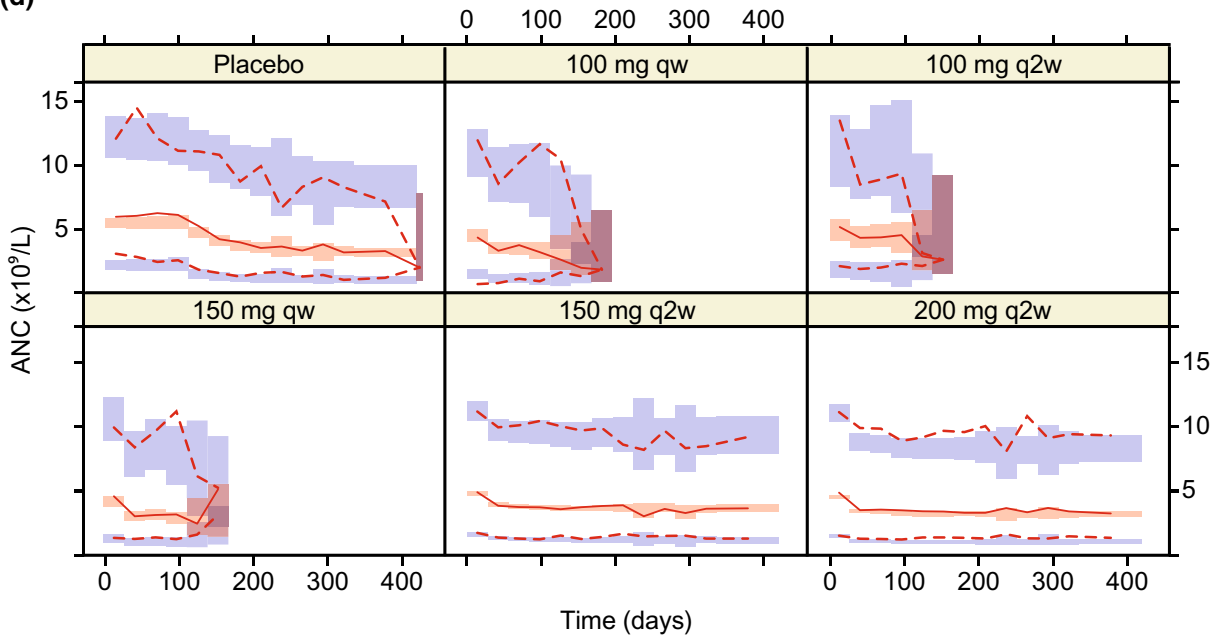 (d)
0 100 200 300 400
Placebo 100 mg qw 100 mg q2w
15
10
5
150 mg qw 150 mg q2w 200 mg q2w
15
10
5
ANC (x10⁹/L)
0 100 200 300 400 0 100 200 300 400
Time (days)